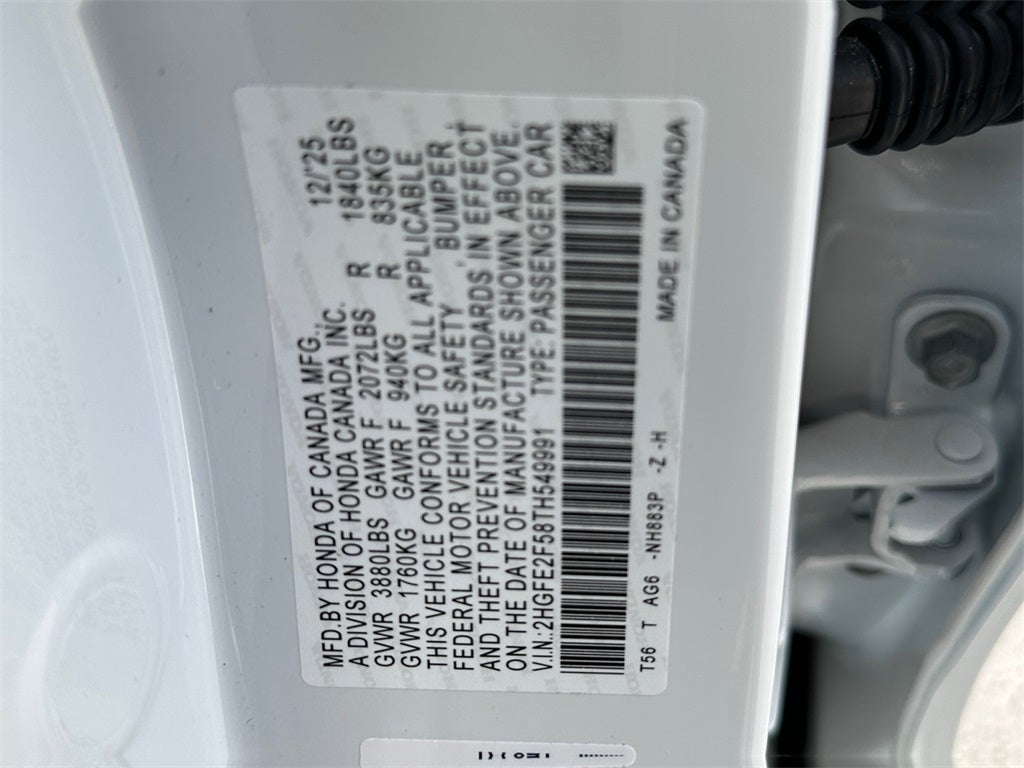 MFD.BY HONDA OF CANADA MFG., 12/'25
A DIVISION OF HONDA CANADA INC.
GVWR 3880LBS GAWR F 2072LBS R 1840LBS
GVWR 1760KG GAWR F 940KG R 835KG
THIS VEHICLE CONFORMS TO ALL APPLICABLE
FEDERAL MOTOR VEHICLE SAFETY , BUMPER ,
AND THEFT PREVENTION STANDARDS IN EFFECT
ON THE DATE OF MANUFACTURE SHOWN ABOVE.
V.I.N.:2HGFE2F58TH549991 TYPE: PASSENGER CAR
T56 T AG6 -NH883P -Z -H MADE IN CANADA